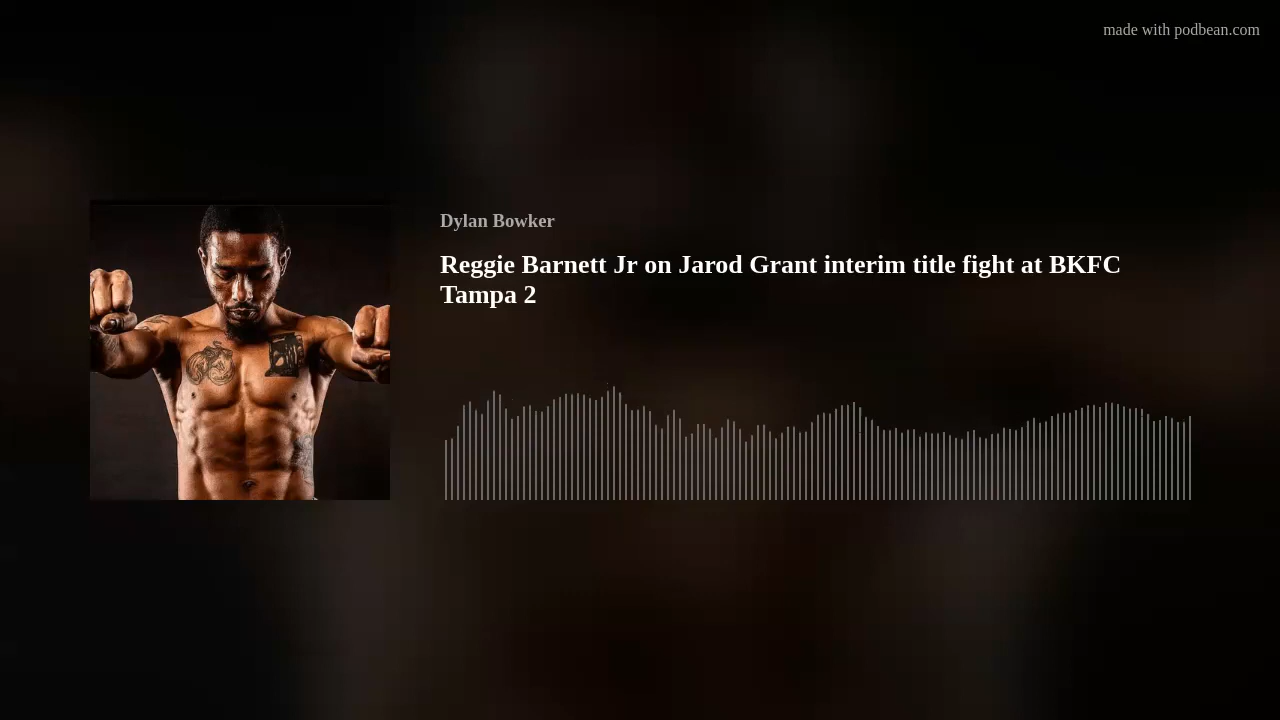 made with podbean.com
Dylan Bowker
Reggie Barnett Jr on Jarod Grant interim title fight at BKFC
Tampa 2